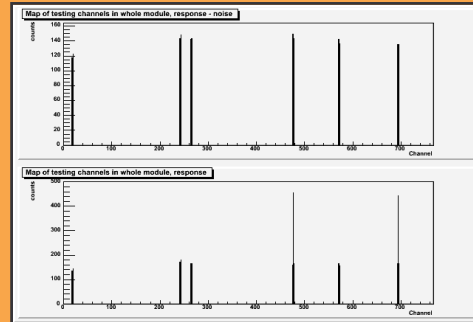 Map of testing channels in whole module, response - noise
counts
160
140
120
100
80
60
40
20
0
0 100 200 300 400 500 600 700
Channel
Map of testing channels in whole module, response
counts
500
400
300
200
100
0
0 100 200 300 400 500 600 700
Channel